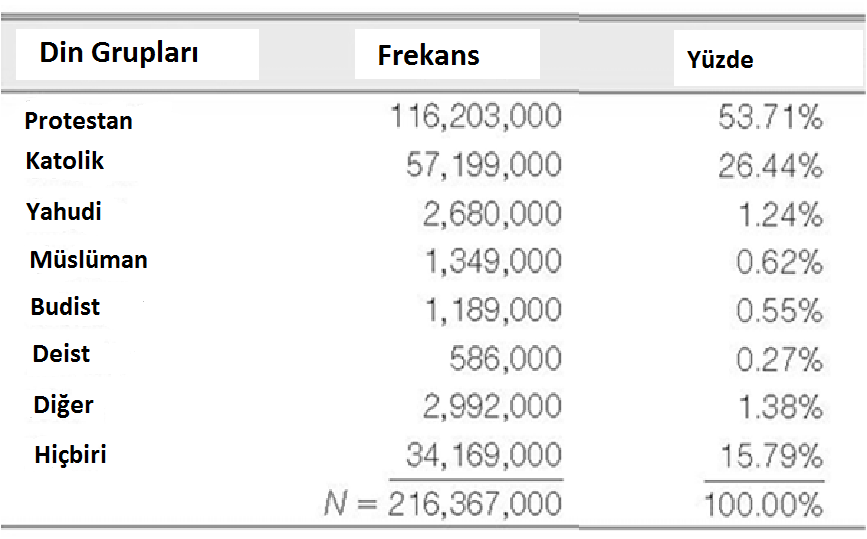 Din Grupları Frekans Yüzde
Protestan 116,203,000 53.71%
Katolik 57,199,000 26.44%
Yahudi 2,680,000 1.24%
Müslüman 1,349,000 0.62%
Budist 1,189,000 0.55%
Deist 586,000 0.27%
Diğer 2,992,000 1.38%
Hiçbiri 34,169,000 15.79%
N = 216,367,000 100.00%